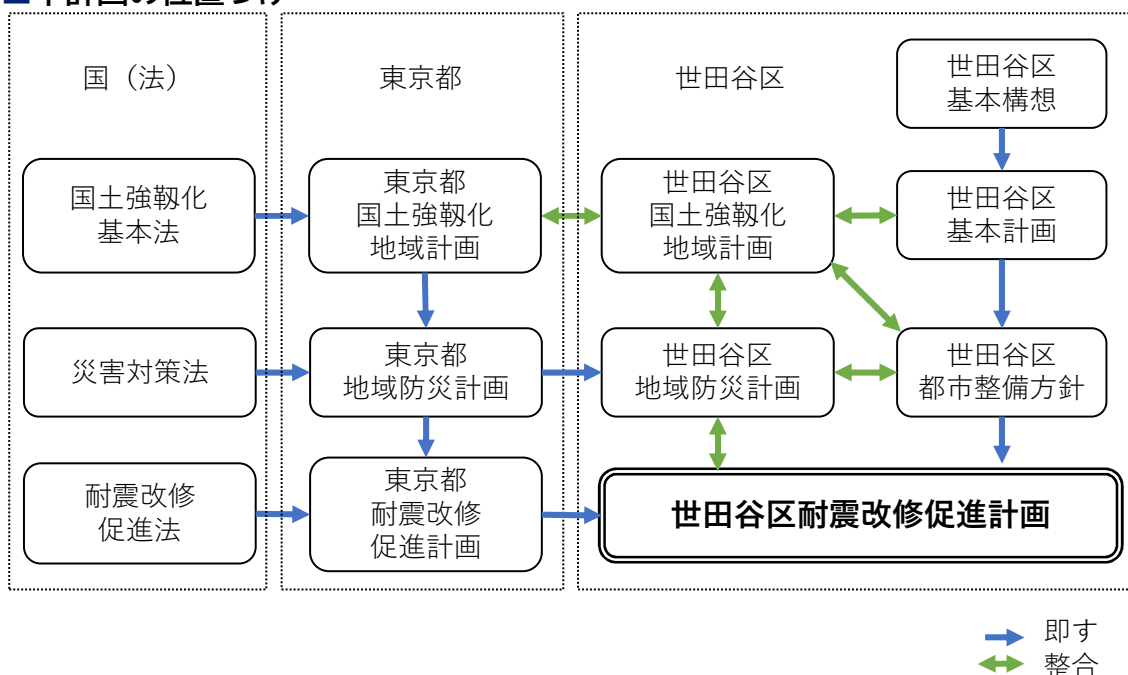 国（法）
東京都
世田谷区
世田谷区
基本構想
国土強靱化
基本法
東京都
国土強靱化
地域計画
世田谷区
国土強靱化
地域計画
世田谷区
基本計画
災害対策法
東京都
地域防災計画
世田谷区
地域防災計画
世田谷区
都市整備方針
耐震改修
促進法
東京都
耐震改修
促進計画
世田谷区耐震改修促進計画
即す
整合